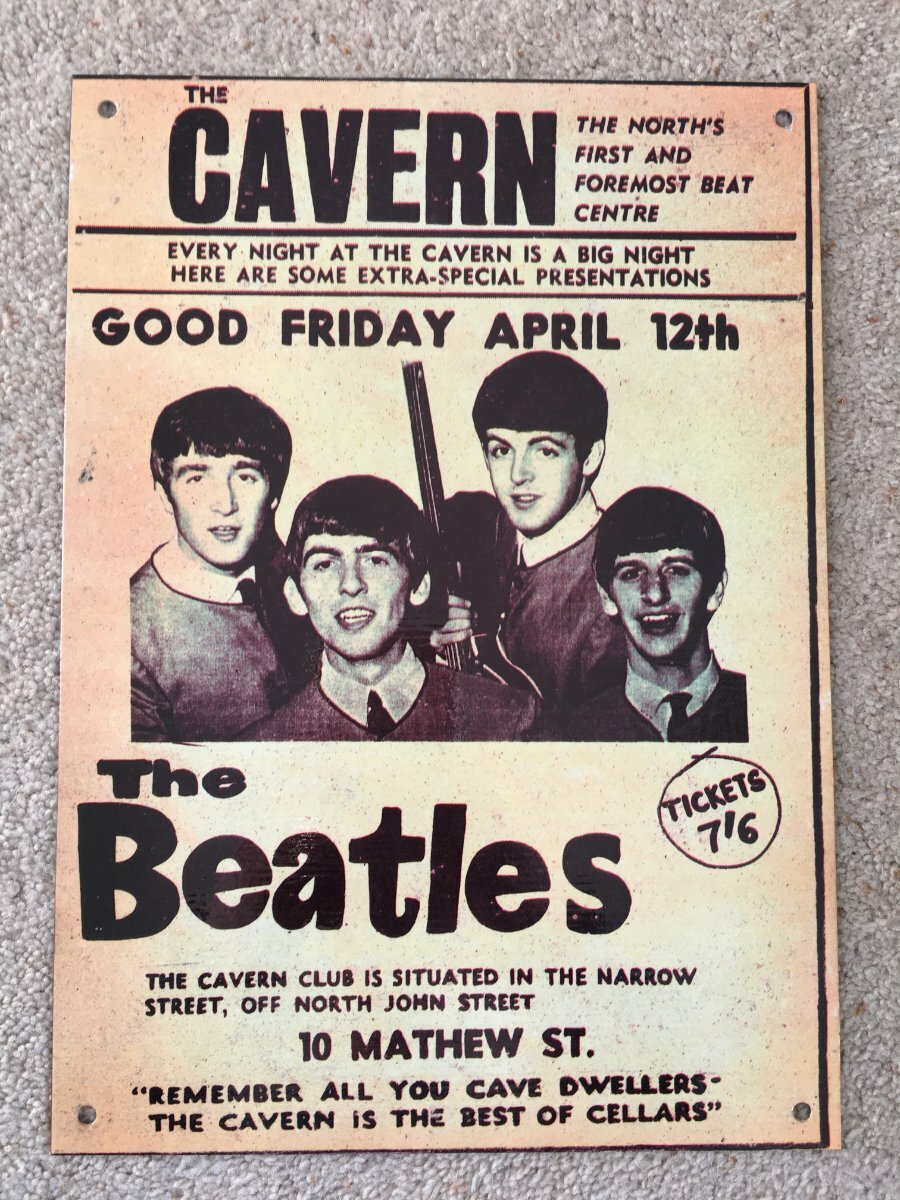 THE
CAVERN
THE NORTH'S
FIRST AND
FOREMOST BEAT
CENTRE
EVERY NIGHT AT THE CAVERN IS A BIG NIGHT
HERE ARE SOME EXTRA-SPECIAL PRESENTATIONS
GOOD FRIDAY APRIL 12th
The
Beatles
TICKETS
7'6
THE CAVERN CLUB IS SITUATED IN THE NARROW
STREET, OFF NORTH JOHN STREET
10 MATHEW ST.
"REMEMBER ALL YOU CAVE DWELLERS-
THE CAVERN IS THE BEST OF CELLARS"